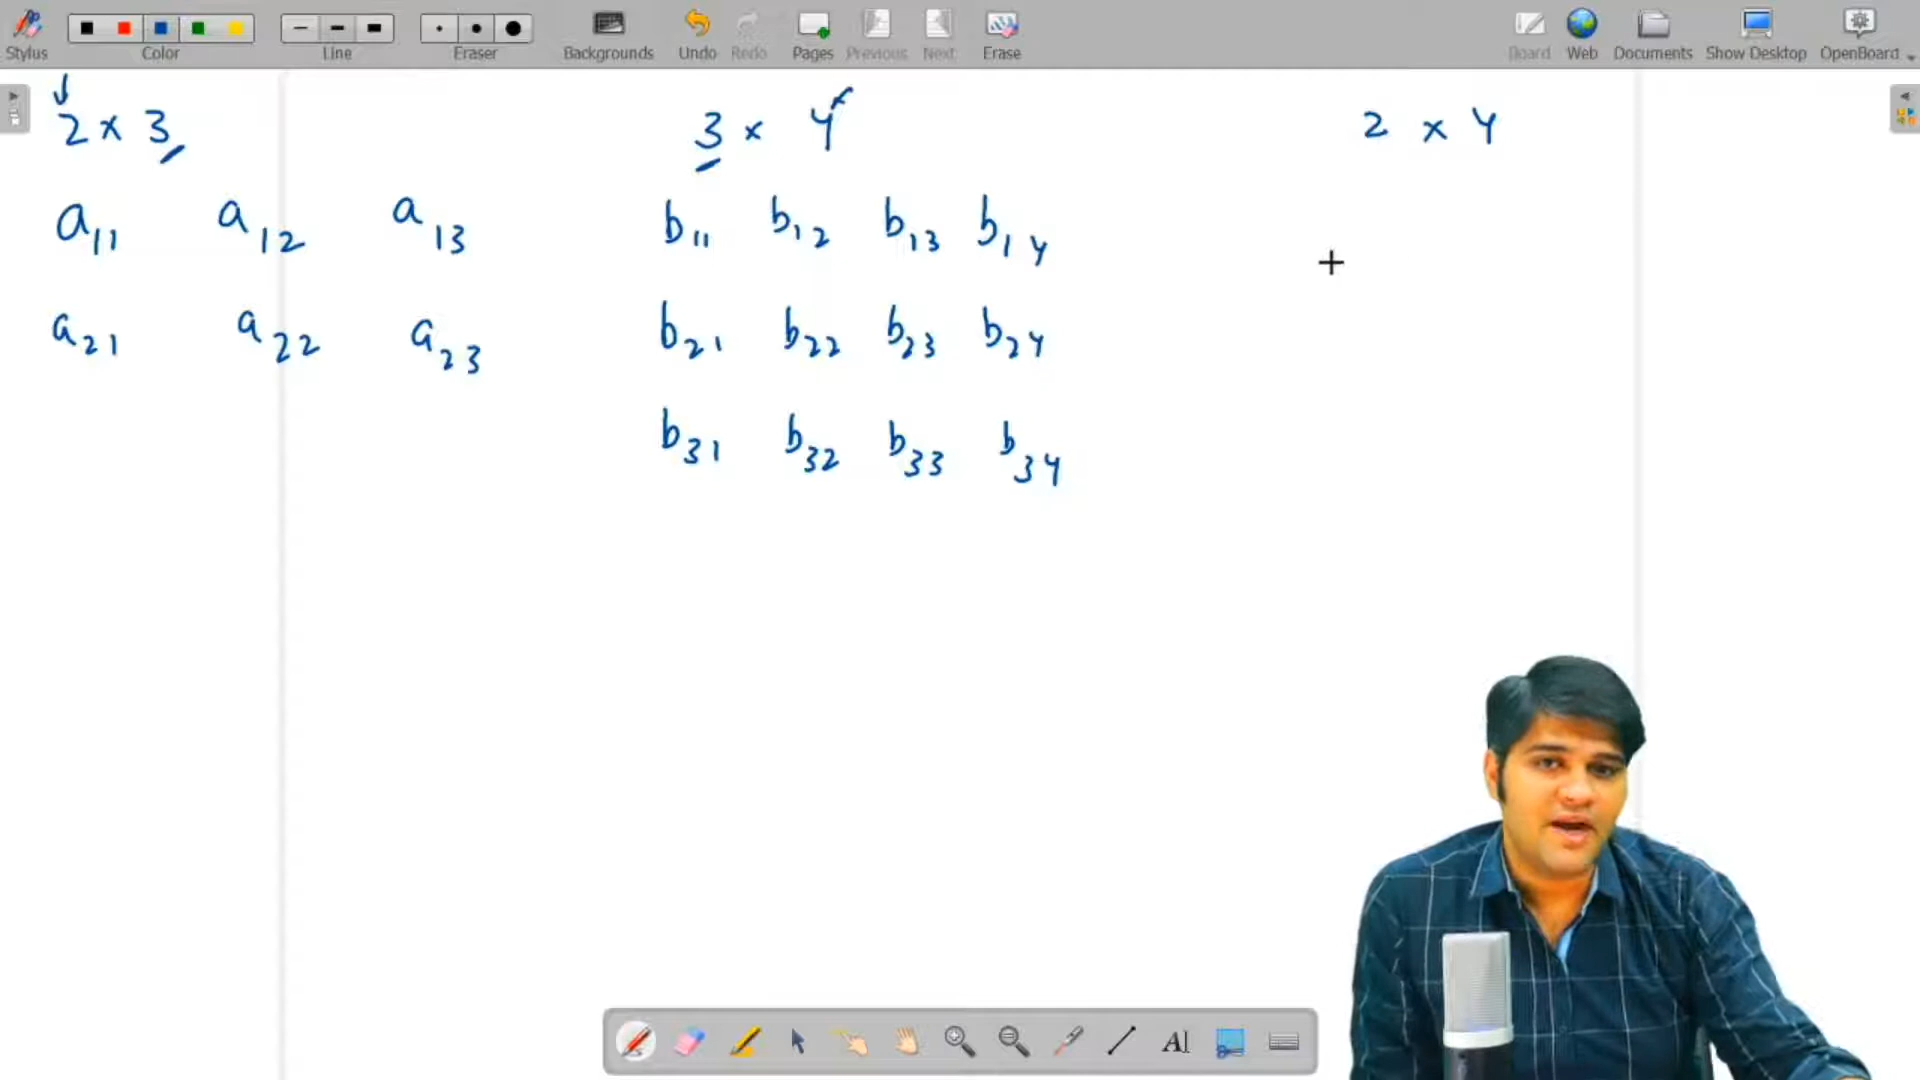 Stylus Color Line Eraser Backgrounds Undo Redo Pages Previous Next Erase Board Web Documents Show Desktop OpenBoard
2 x 3 3 x 4 2 x 4
a11 a12 a13 b11 b12 b13 b14
a21 a22 a23 b21 b22 b23 b24
b31 b32 b33 b34
AI